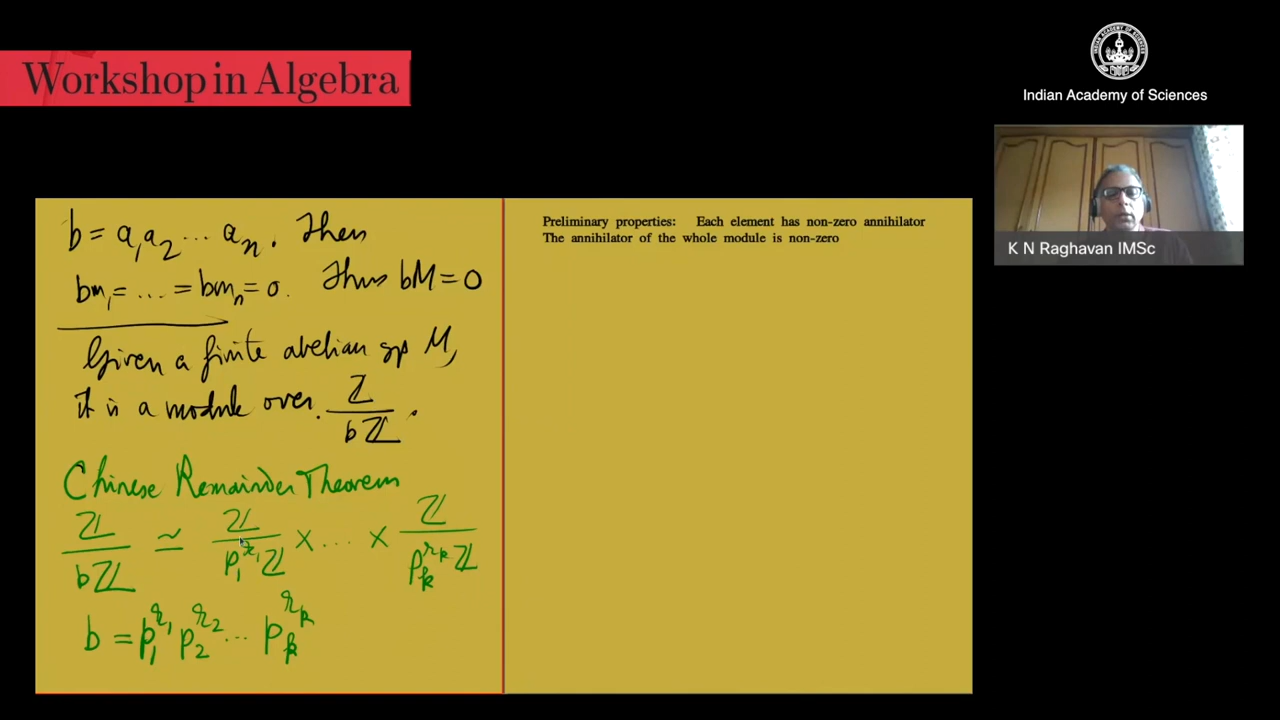 Workshop in Algebra
Indian Academy of Sciences
K N Raghavan IMSc
b = a₁a₂ ... aₙ. Then
bm₁ = ... = bmₙ = 0. Thus bM = 0
Given a finite abelian gp M,
it is a module over ℤ/bℤ.
Chinese Remainder Theorem
ℤ/bℤ ≃ ℤ/p₁^r₁ℤ × ... × ℤ/pₖ^rₖℤ
b = p₁^r₁ p₂^r₂ ... pₖ^rₖ
Preliminary properties: Each element has non-zero annihilator
The annihilator of the whole module is non-zero